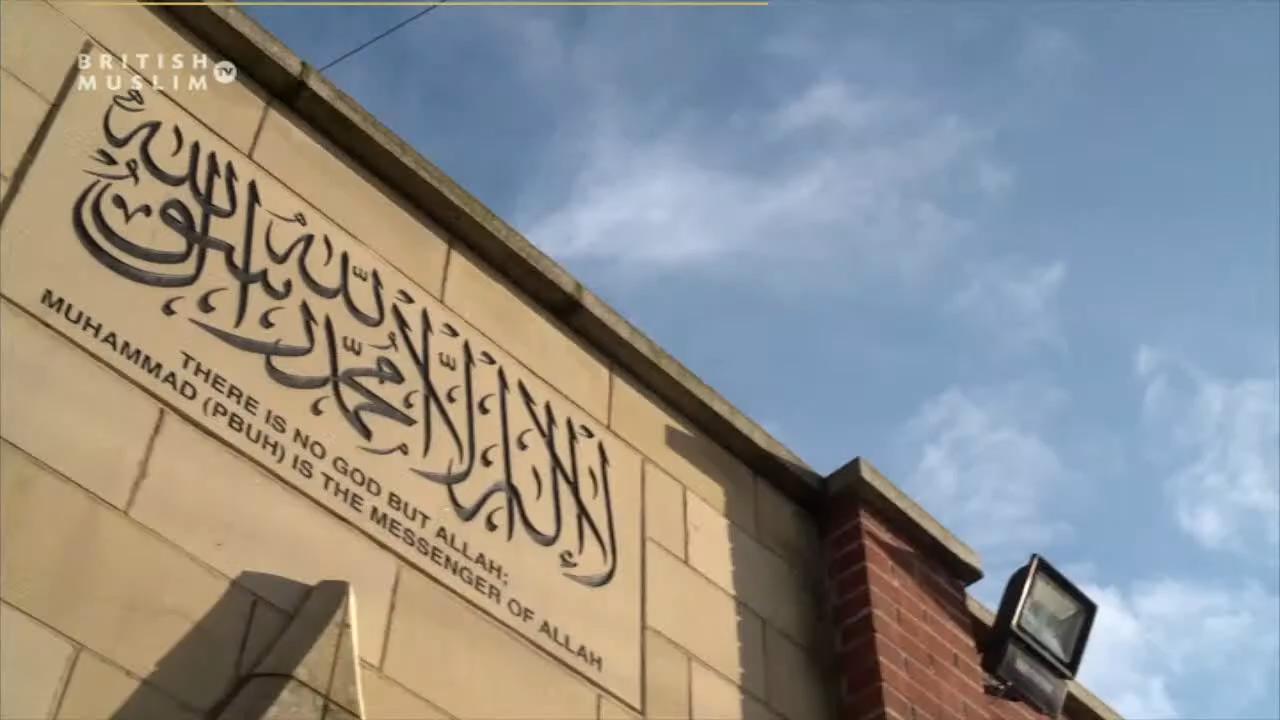 BRITISH
MUSLIM TV
لا إله إلا الله محمد رسول الله
THERE IS NO GOD BUT ALLAH;
MUHAMMAD (PBUH) IS THE MESSENGER OF ALLAH